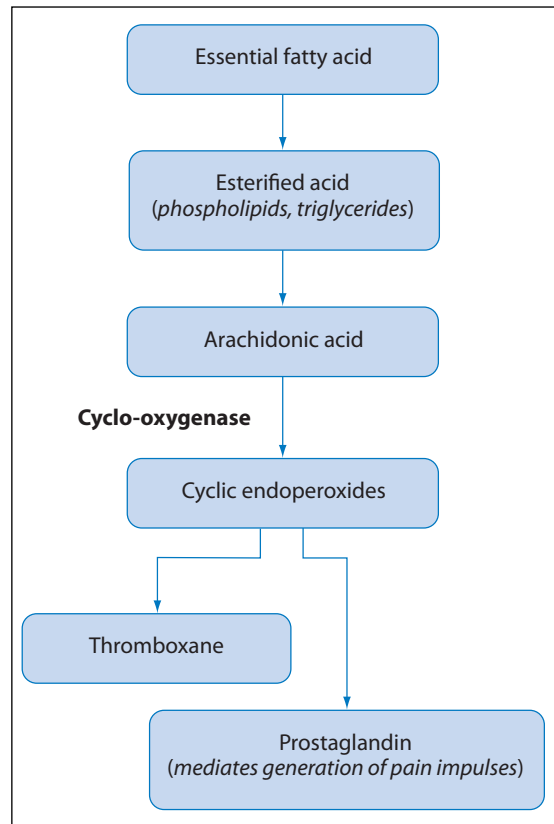 Essential fatty acid
Esterified acid
(phospholipids, triglycerides)
Arachidonic acid
Cyclo-oxygenase
Cyclic endoperoxides
Thromboxane
Prostaglandin
(mediates generation of pain impulses)